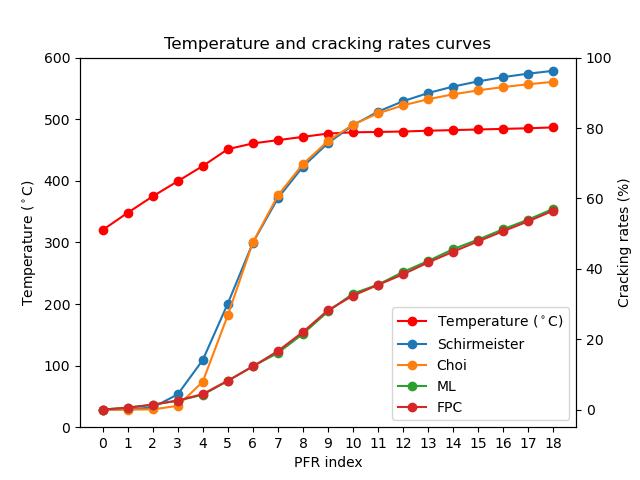 Temperature and cracking rates curves
600
500
400
300
200
100
0
Temperature (°C)
100
80
60
40
20
0
Cracking rates (%)
Temperature (°C)
Schirmeister
Choi
ML
FPC
0 1 2 3 4 5 6 7 8 9 10 11 12 13 14 15 16 17 18
PFR index